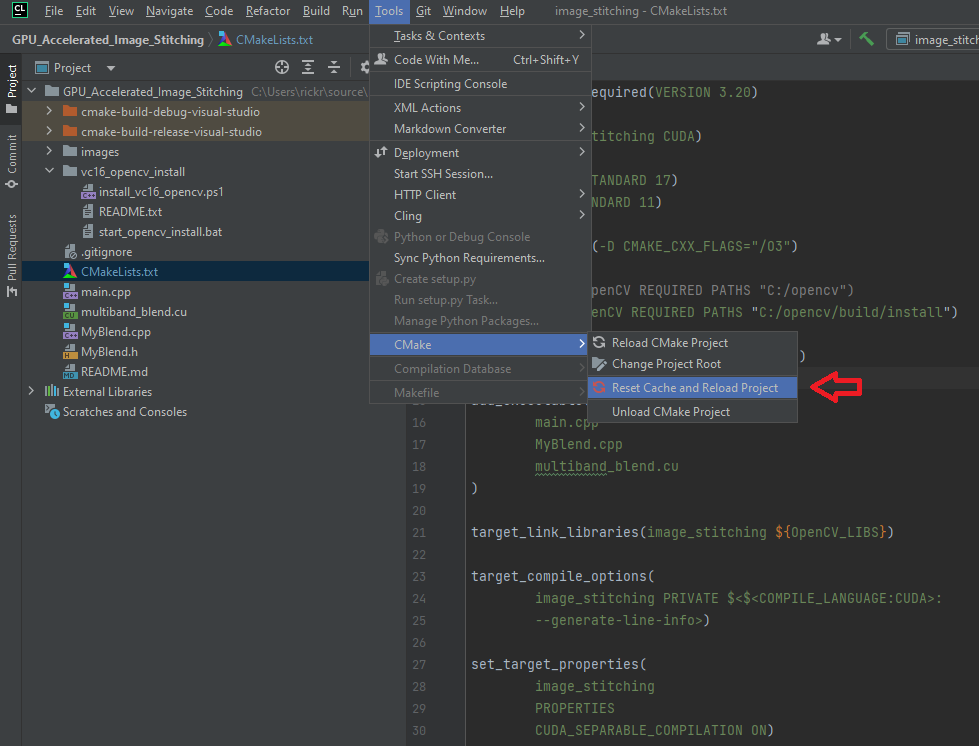 CL File Edit View Navigate Code Refactor Build Run Tools Git Window Help image_stitching - CMakeLists.txt
GPU_Accelerated_Image_Stitching CMakeLists.txt image_stitch
Project
Commit
Pull Requests
Project
GPU_Accelerated_Image_Stitching C:\Users\rickr\source\
cmake-build-debug-visual-studio
cmake-build-release-visual-studio
images
vc16_opencv_install
install_vc16_opencv.ps1
README.txt
start_opencv_install.bat
.gitignore
CMakeLists.txt
main.cpp
multiband_blend.cu
MyBlend.cpp
MyBlend.h
README.md
External Libraries
Scratches and Consoles
Tasks & Contexts
Code With Me... Ctrl+Shift+Y
IDE Scripting Console
XML Actions
Markdown Converter
Deployment
Start SSH Session...
HTTP Client
Cling
Python or Debug Console
Sync Python Requirements...
Create setup.py
Run setup.py Task...
Manage Python Packages...
CMake
Compilation Database
Makefile
Reload CMake Project
Change Project Root
Reset Cache and Reload Project
Unload CMake Project
equired(VERSION 3.20)
titching CUDA)
TANDARD 17)
NDARD 11)
(-D CMAKE_CXX_FLAGS="/O3")
penCV REQUIRED PATHS "C:/opencv")
enCV REQUIRED PATHS "C:/opencv/build/install")
)
16 main.cpp
17 MyBlend.cpp
18 multiband_blend.cu
19 )
20
21 target_link_libraries(image_stitching ${OpenCV_LIBS})
22
23 target_compile_options(
24 image_stitching PRIVATE $<$<COMPILE_LANGUAGE:CUDA>:
25 --generate-line-info>)
26
27 set_target_properties(
28 image_stitching
29 PROPERTIES
30 CUDA_SEPARABLE_COMPILATION ON)